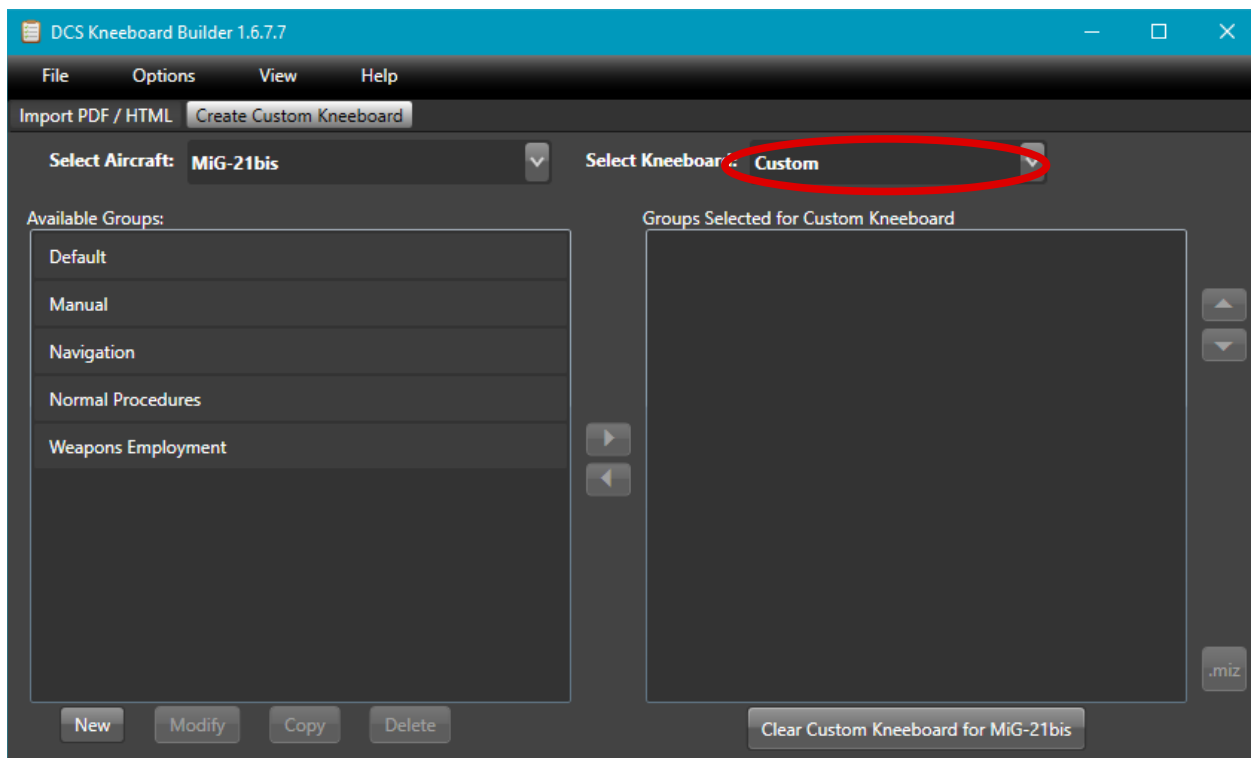 DCS Kneeboard Builder 1.6.7.7
File Options View Help
Import PDF / HTML Create Custom Kneeboard
Select Aircraft: MiG-21bis Select Kneeboard: Custom
Available Groups: Groups Selected for Custom Kneeboard
Default
Manual
Navigation
Normal Procedures
Weapons Employment
.miz
New Modify Copy Delete Clear Custom Kneeboard for MiG-21bis